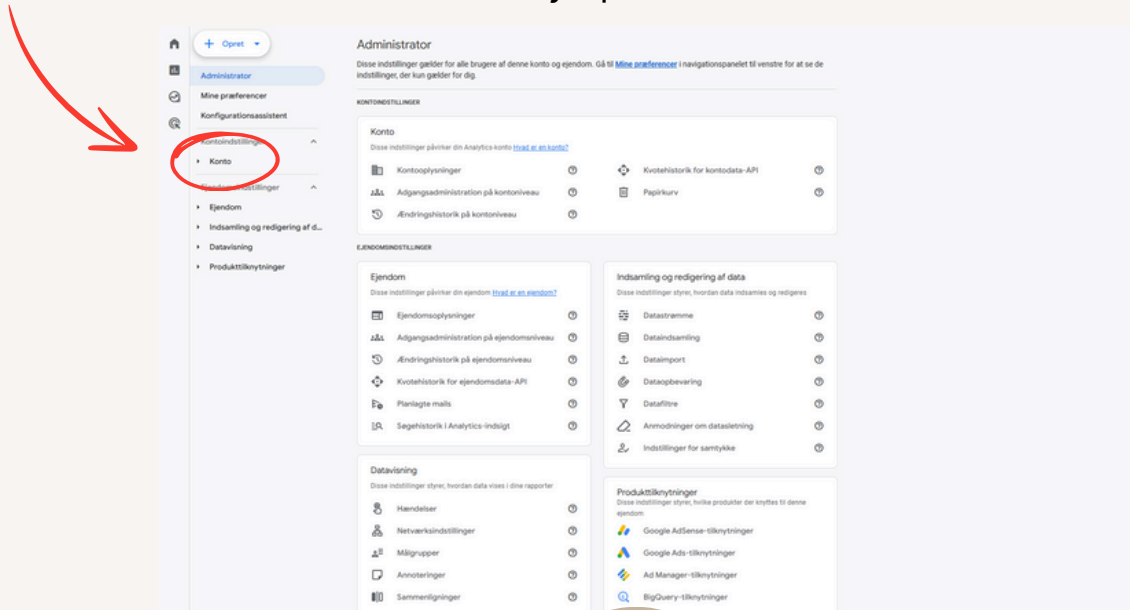 Opret
Administrator
Mine præferencer
Konfigurationsassistent
Kontoindstillinger
Konto
Ejendomsindstillinger
Ejendom
Indsamling og redigering af d...
Datavisning
Produkttilknytninger
Administrator
Disse indstillinger gælder for alle brugere af denne konto og ejendom. Gå til Mine præferencer i navigationspanelet til venstre for at se de
indstillinger, der kun gælder for dig.
KONTOINDSTILLINGER
Konto
Disse indstillinger påvirker din Analytics-konto Hvad er en konto?
Kontooplysninger
Adgangsadministration på kontoniveau
Ændringshistorik på kontoniveau
Kvotehistorik for kontodata-API
Papirkurv
EJENDOMSINDSTILLINGER
Ejendom
Disse indstillinger påvirker din ejendom Hvad er en ejendom?
Ejendomsoplysninger
Adgangsadministration på ejendomsniveau
Ændringshistorik på ejendomsniveau
Kvotehistorik for ejendomsdata-API
Planlagte mails
Søgehistorik i Analytics-indsigt
Indsamling og redigering af data
Disse indstillinger styrer, hvordan data indsamles og redigeres
Datastrømme
Dataindsamling
Dataimport
Dataopbevaring
Datafiltre
Anmodninger om datasletning
Indstillinger for samtykke
Datavisning
Disse indstillinger styrer, hvordan data vises i dine rapporter
Hændelser
Netværksindstillinger
Målgrupper
Annoteringer
Sammenligninger
Produkttilknytninger
Disse indstillinger styrer, hvilke produkter der knyttes til denne
ejendom
Google AdSense-tilknytninger
Google Ads-tilknytninger
Ad Manager-tilknytninger
BigQuery-tilknytninger